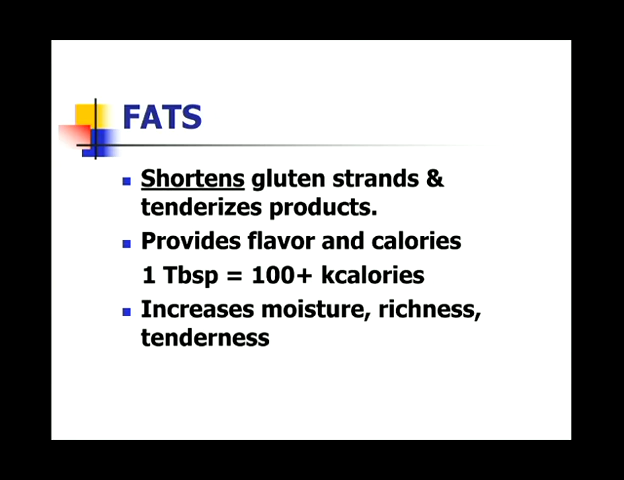 FATS
Shortens gluten strands &
tenderizes products.
Provides flavor and calories
1 Tbsp = 100+ kcalories
Increases moisture, richness,
tenderness